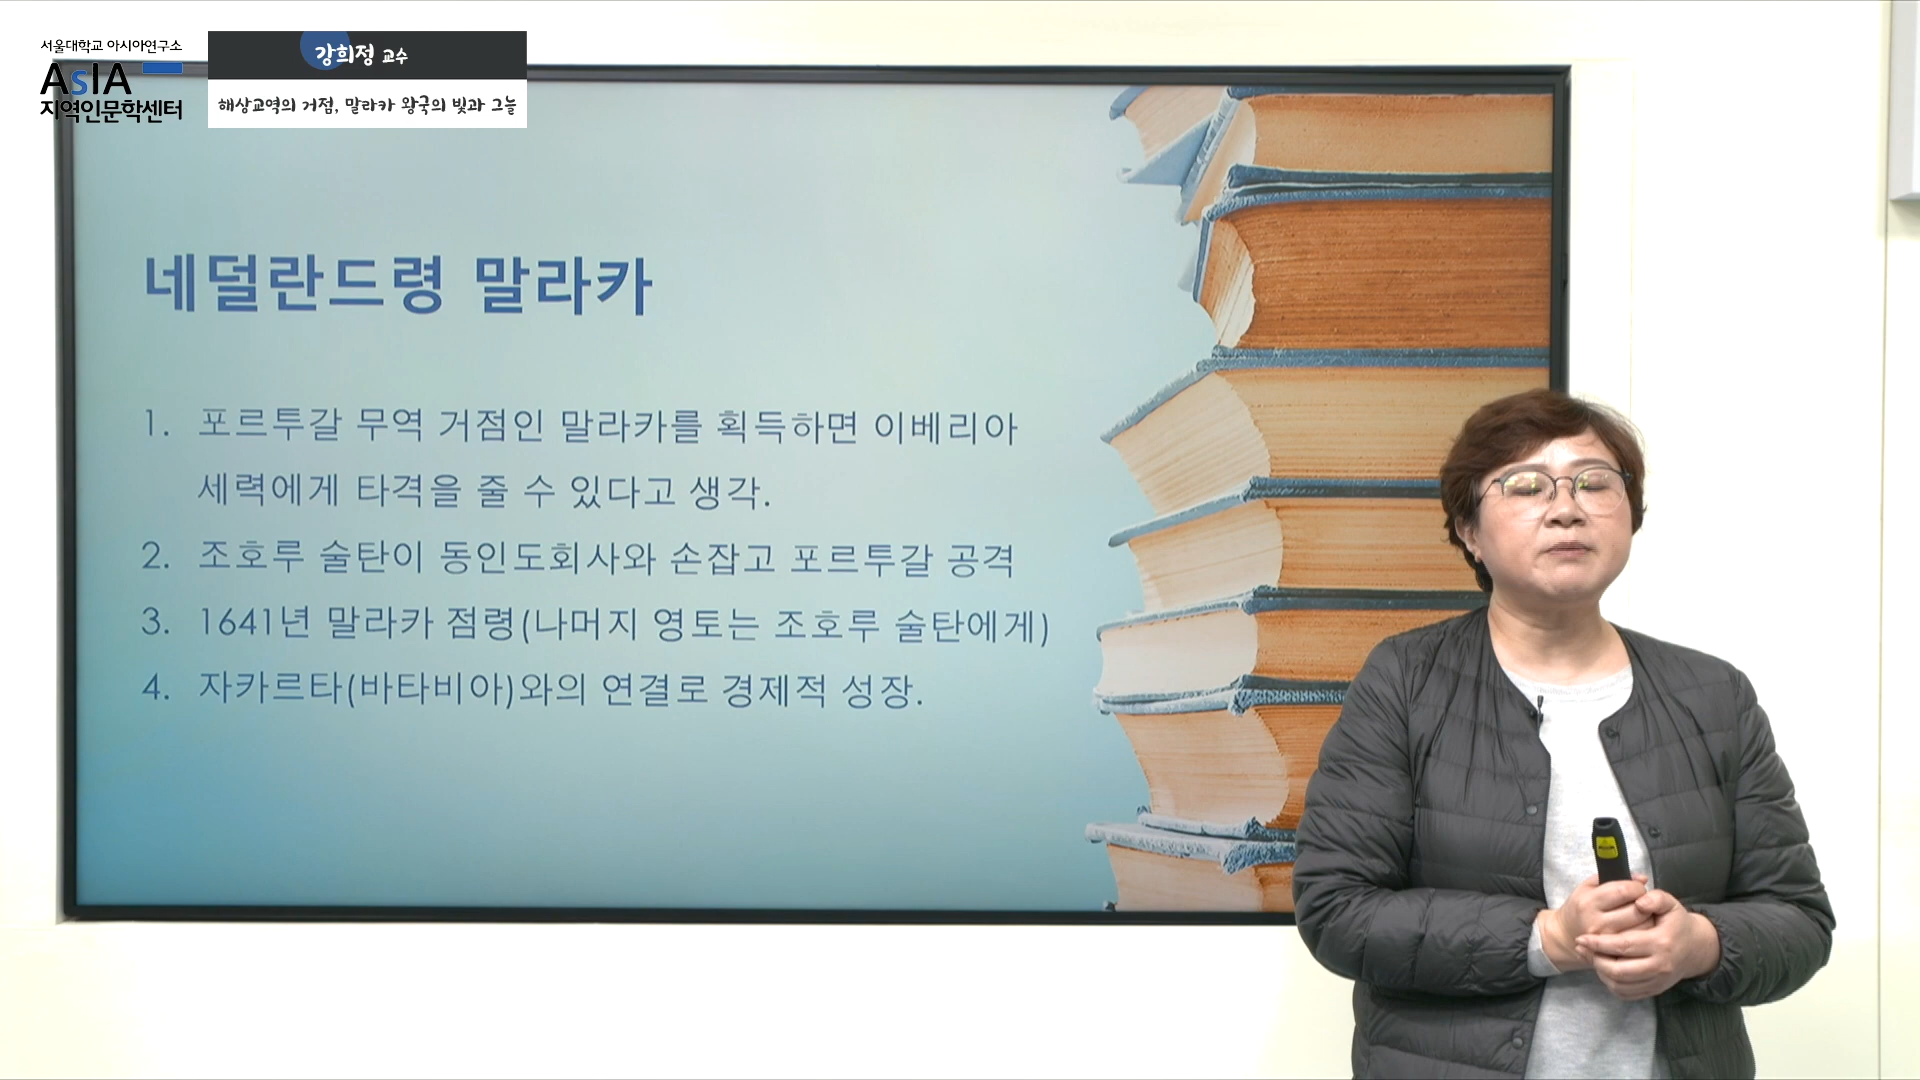 서울대학교 아시아연구소
AsIA
지역인문학센터
강희정 교수
해상교역의 거점, 말라카 왕국의 빛과 그늘
네덜란드령 말라카
1. 포르투갈 무역 거점인 말라카를 획득하면 이베리아
세력에게 타격을 줄 수 있다고 생각.
2. 조호루 술탄이 동인도회사와 손잡고 포르투갈 공격
3. 1641년 말라카 점령(나머지 영토는 조호루 술탄에게)
4. 자카르타(바타비아)와의 연결로 경제적 성장.